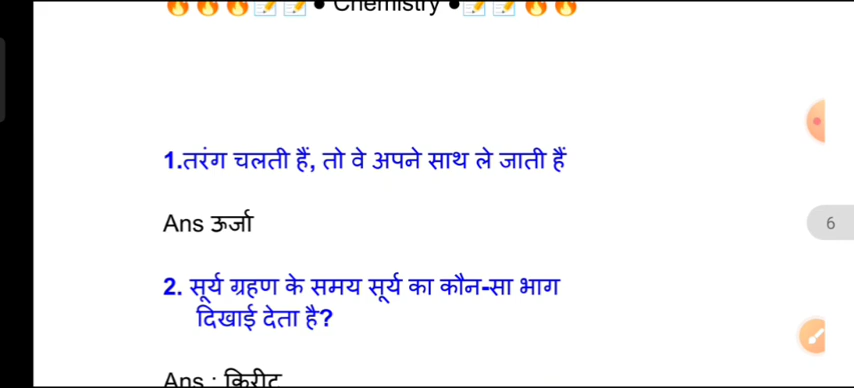 • Chemistry •
1.तरंग चलती हैं, तो वे अपने साथ ले जाती हैं
Ans ऊर्जा
6
2. सूर्य ग्रहण के समय सूर्य का कौन-सा भाग
दिखाई देता है?
Ans : किरीट